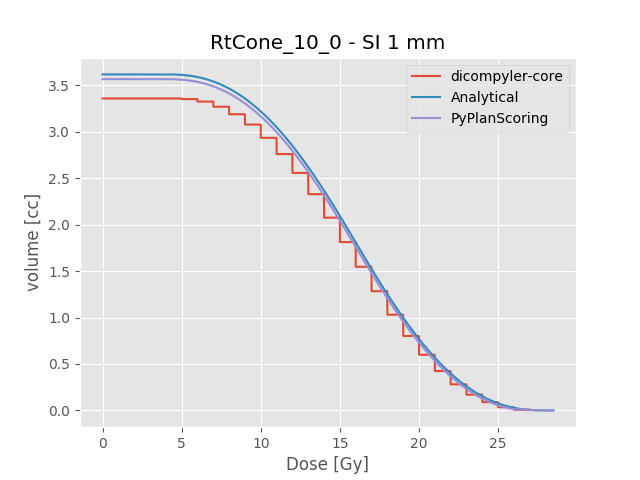 RtCone_10_0 - SI 1 mm
dicompyler-core
Analytical
PyPlanScoring
volume [cc]
3.5
3.0
2.5
2.0
1.5
1.0
0.5
0.0
0 5 10 15 20 25
Dose [Gy]